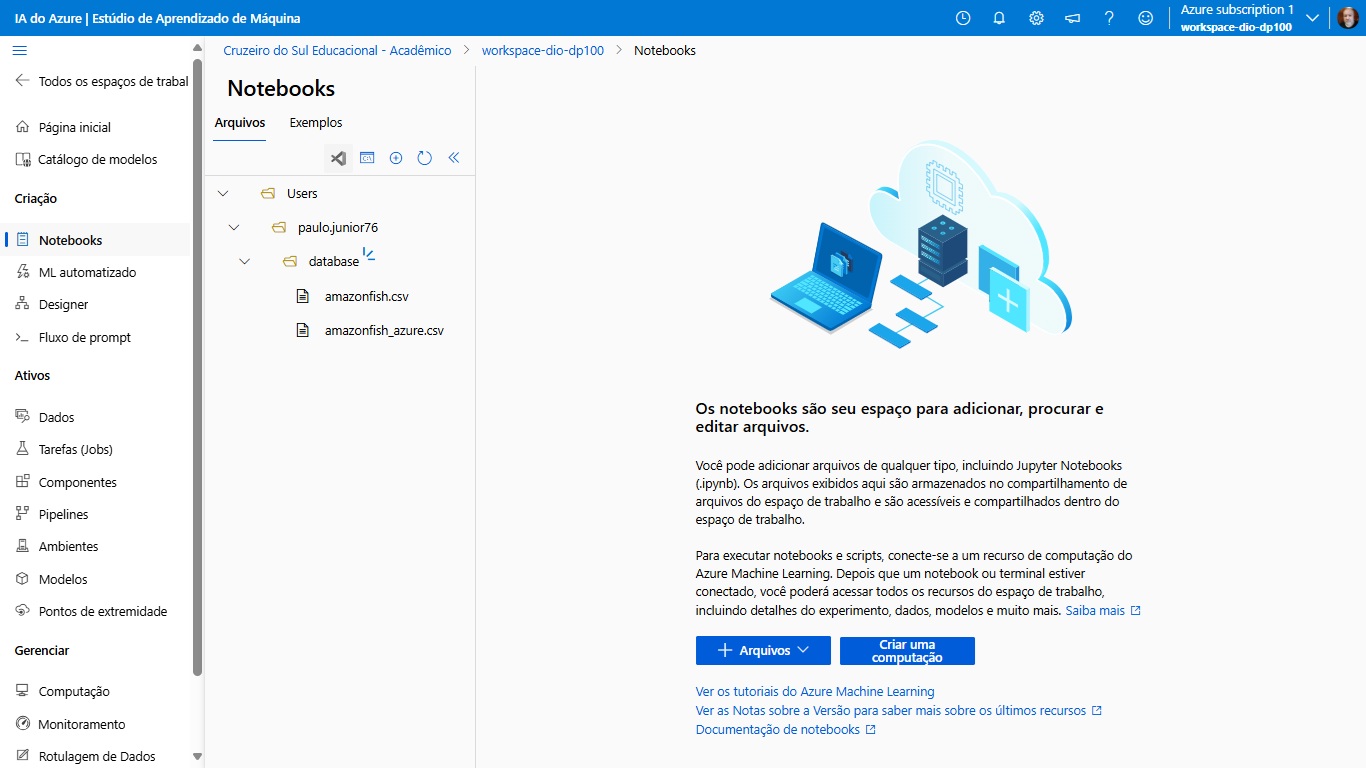 IA do Azure | Estúdio de Aprendizado de Máquina
Azure subscription 1
workspace-dio-dp100
Todos os espaços de trabal
Página inicial
Catálogo de modelos
Criação
Notebooks
ML automatizado
Designer
Fluxo de prompt
Ativos
Dados
Tarefas (Jobs)
Componentes
Pipelines
Ambientes
Modelos
Pontos de extremidade
Gerenciar
Computação
Monitoramento
Rotulagem de Dados
Cruzeiro do Sul Educacional - Acadêmico > workspace-dio-dp100 > Notebooks
Notebooks
Arquivos Exemplos
Users
paulo.junior76
database
amazonfish.csv
amazonfish_azure.csv
Os notebooks são seu espaço para adicionar, procurar e
editar arquivos.
Você pode adicionar arquivos de qualquer tipo, incluindo Jupyter Notebooks
(.ipynb). Os arquivos exibidos aqui são armazenados no compartilhamento de
arquivos do espaço de trabalho e são acessíveis e compartilhados dentro do
espaço de trabalho.
Para executar notebooks e scripts, conecte-se a um recurso de computação do
Azure Machine Learning. Depois que um notebook ou terminal estiver
conectado, você poderá acessar todos os recursos do espaço de trabalho,
incluindo detalhes do experimento, dados, modelos e muito mais. Saiba mais
Arquivos
Criar uma
computação
Ver os tutoriais do Azure Machine Learning
Ver as Notas sobre a Versão para saber mais sobre os últimos recursos
Documentação de notebooks